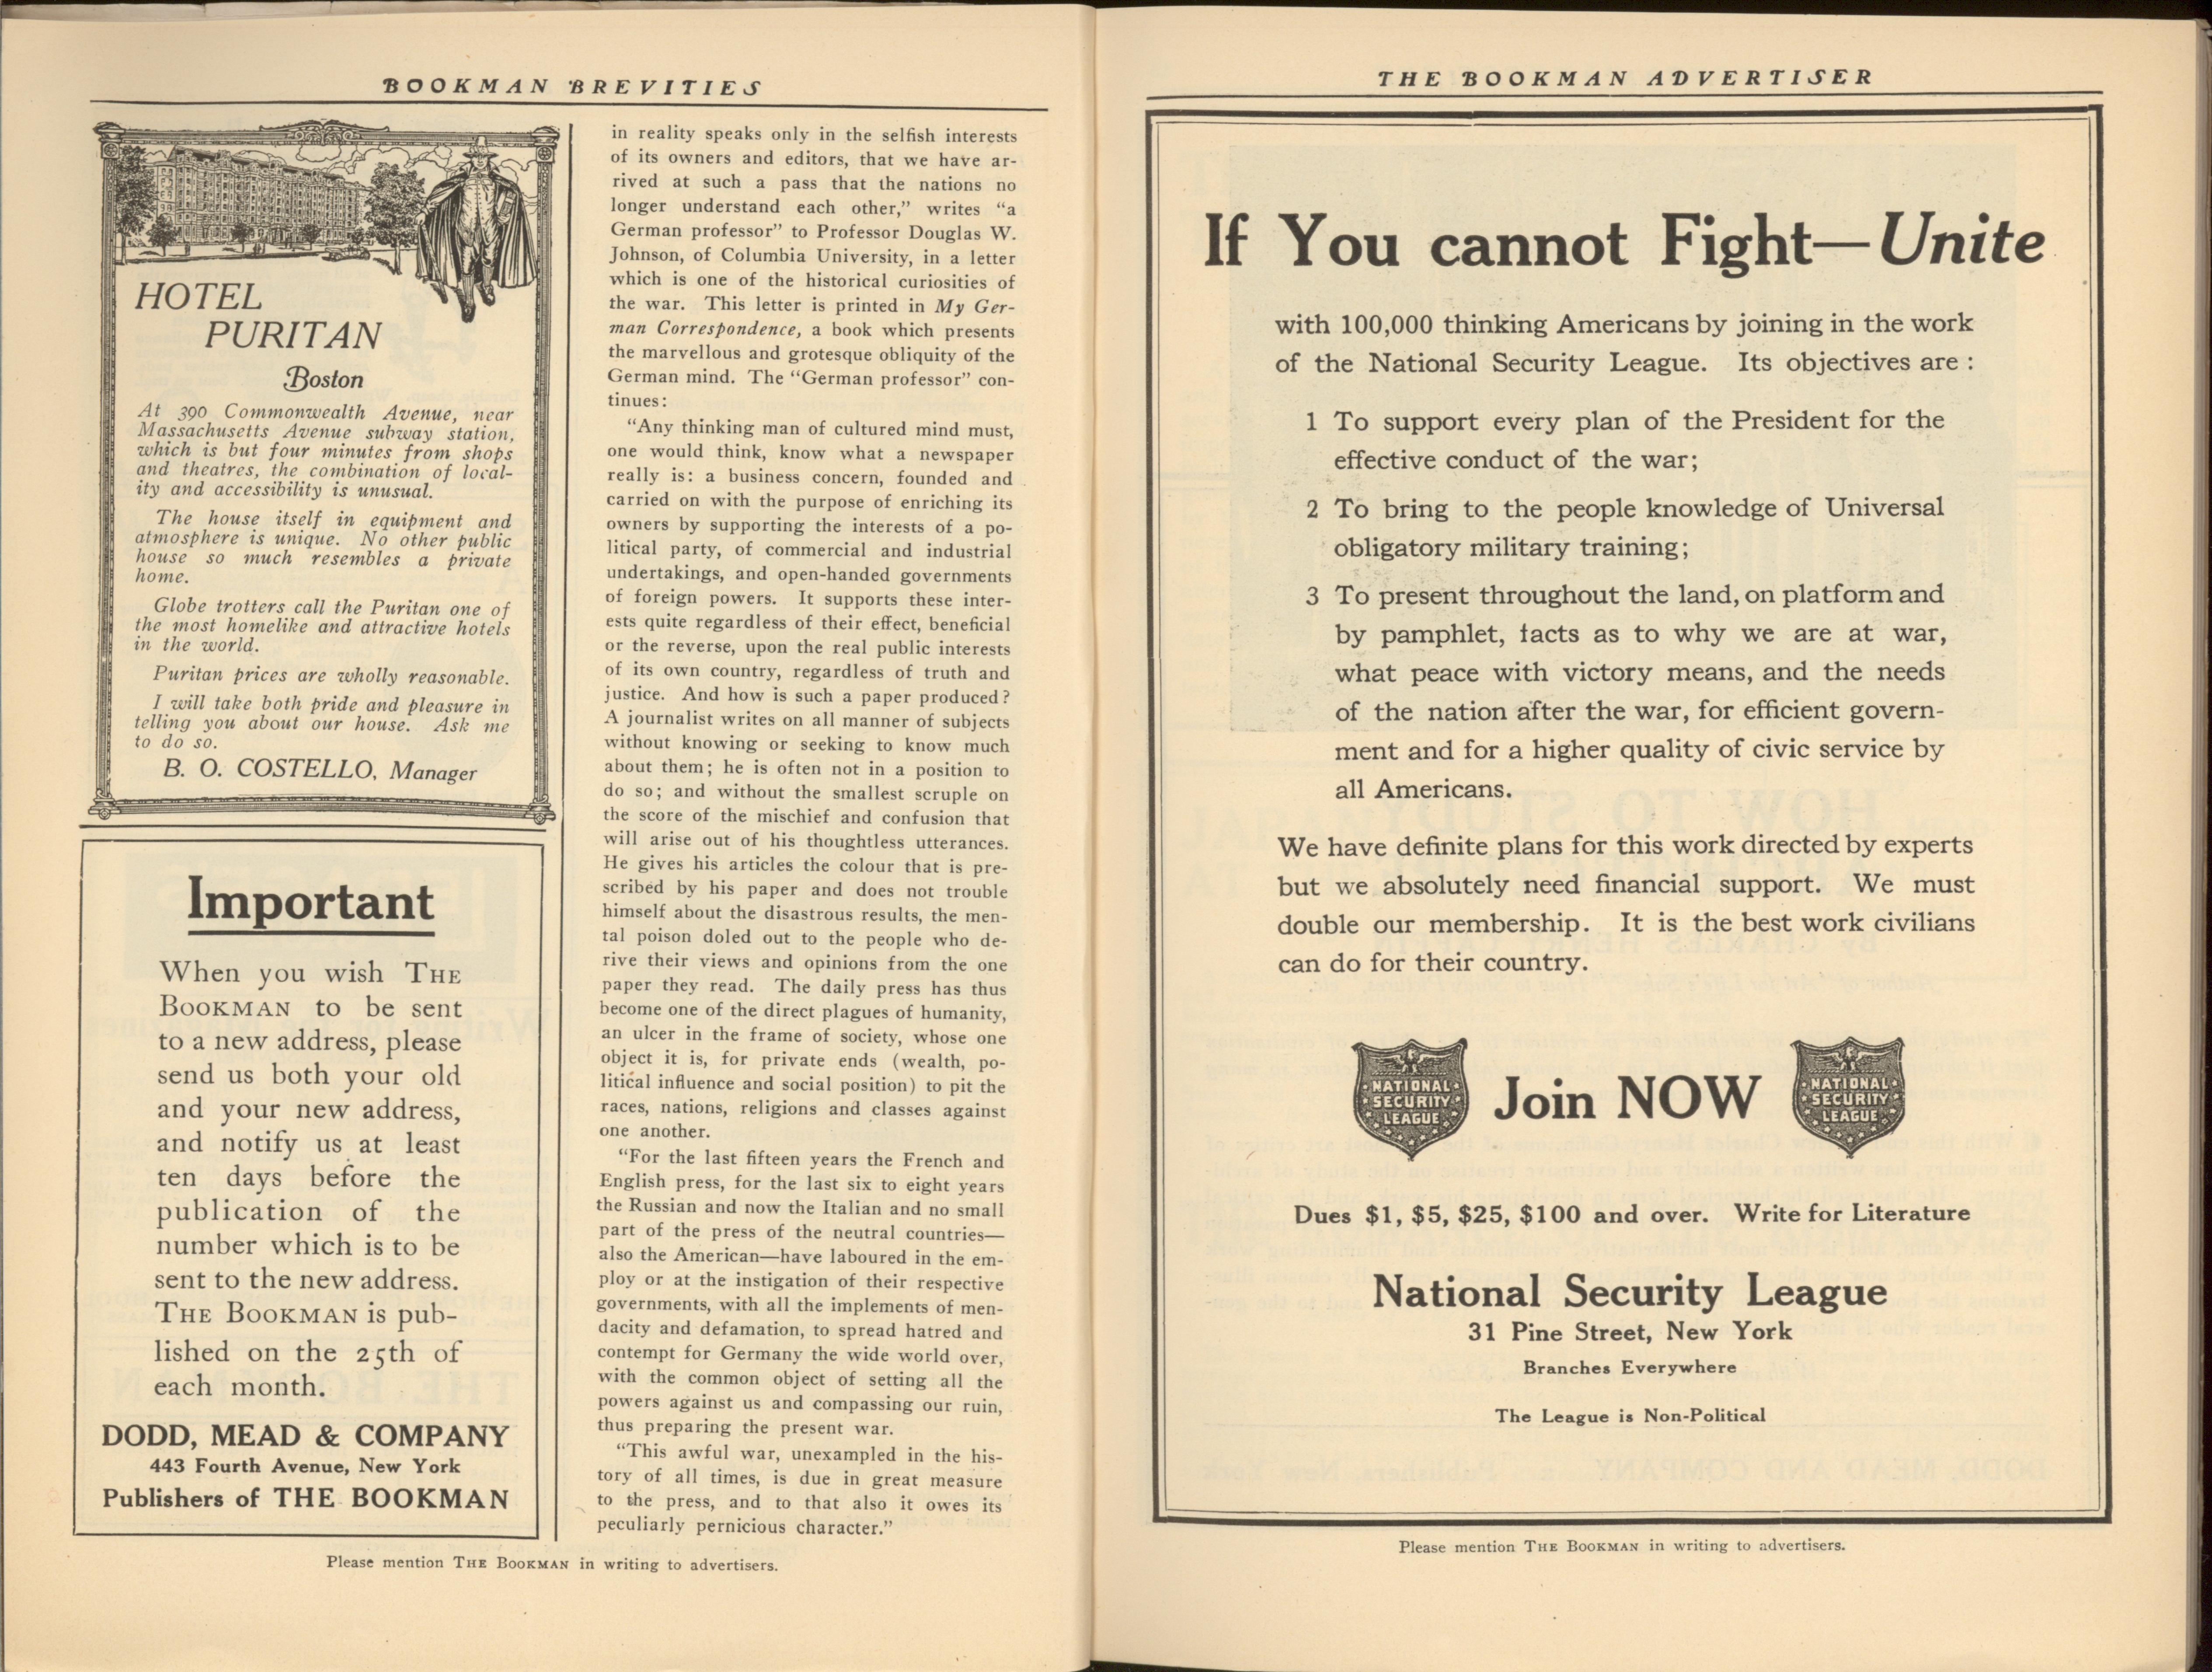 BOOKMAN BREVITIES
HOTEL
PURITAN
Boston
At 390 Commonwealth Avenue, near
Massachusetts Avenue subway station,
which is but four minutes from shops
and theatres, the combination of local-
ity and accessibility is unusual.
The house itself in equipment and
atmosphere is unique. No other public
house so much resembles a private
home.
Globe trotters call the Puritan one of
the most homelike and attractive hotels
in the world.
Puritan prices are wholly reasonable.
I will take both pride and pleasure in
telling you about our house. Ask me
to do so.
B. O. COSTELLO, Manager
Important
When you wish THE
BOOKMAN to be sent
to a new address, please
send us both your old
and your new address,
and notify us at least
ten days before the
publication of the
number which is to be
sent to the new address.
THE BOOKMAN is pub-
lished on the 25th of
each month.
DODD, MEAD & COMPANY
443 Fourth Avenue, New York
Publishers of THE BOOKMAN
in reality speaks only in the selfish interests
of its owners and editors, that we have ar-
rived at such a pass that the nations no
longer understand each other,” writes “a
German professor” to Professor Douglas W.
Johnson, of Columbia University, in a letter
which is one of the historical curiosities of
the war. This letter is printed in My Ger-
man Correspondence, a book which presents
the marvellous and grotesque obliquity of the
German mind. The “German professor” con-
tinues:
“Any thinking man of cultured mind must,
one would think, know what a newspaper
really is: a business concern, founded and
carried on with the purpose of enriching its
owners by supporting the interests of a po-
litical party, of commercial and industrial
undertakings, and open-handed governments
of foreign powers. It supports these inter-
ests quite regardless of their effect, beneficial
or the reverse, upon the real public interests
of its own country, regardless of truth and
justice. And how is such a paper produced?
A journalist writes on all manner of subjects
without knowing or seeking to know much
about them; he is often not in a position to
do so; and without the smallest scruple on
the score of the mischief and confusion that
will arise out of his thoughtless utterances.
He gives his articles the colour that is pre-
scribed by his paper and does not trouble
himself about the disastrous results, the men-
tal poison doled out to the people who de-
rive their views and opinions from the one
paper they read. The daily press has thus
become one of the direct plagues of humanity,
an ulcer in the frame of society, whose one
object it is, for private ends (wealth, po-
litical influence and social position) to pit the
races, nations, religions and classes against
one another.
“For the last fifteen years the French and
English press, for the last six to eight years
the Russian and now the Italian and no small
part of the press of the neutral countries—
also the American—have laboured in the em-
ploy or at the instigation of their respective
governments, with all the implements of men-
dacity and defamation, to spread hatred and
contempt for Germany the wide world over,
with the common object of setting all the
powers against us and compassing our ruin,
thus preparing the present war.
“This awful war, unexampled in the his-
tory of all times, is due in great measure
to the press, and to that also it owes its
peculiarly pernicious character.”
Please mention THE BOOKMAN in writing to advertisers.
THE BOOKMAN ADVERTISER
If You cannot Fight—Unite
with 100,000 thinking Americans by joining in the work
of the National Security League. Its objectives are :
1 To support every plan of the President for the
effective conduct of the war;
2 To bring to the people knowledge of Universal
obligatory military training;
3 To present throughout the land, on platform and
by pamphlet, facts as to why we are at war,
what peace with victory means, and the needs
of the nation after the war, for efficient govern-
ment and for a higher quality of civic service by
all Americans.
We have definite plans for this work directed by experts
but we absolutely need financial support. We must
double our membership. It is the best work civilians
can do for their country.
NATIONAL
SECURITY
LEAGUE
Join NOW
NATIONAL
SECURITY
LEAGUE
Dues $1, $5, $25, $100 and over. Write for Literature
National Security League
31 Pine Street, New York
Branches Everywhere
The League is Non-Political
Please mention THE BOOKMAN in writing to advertisers.